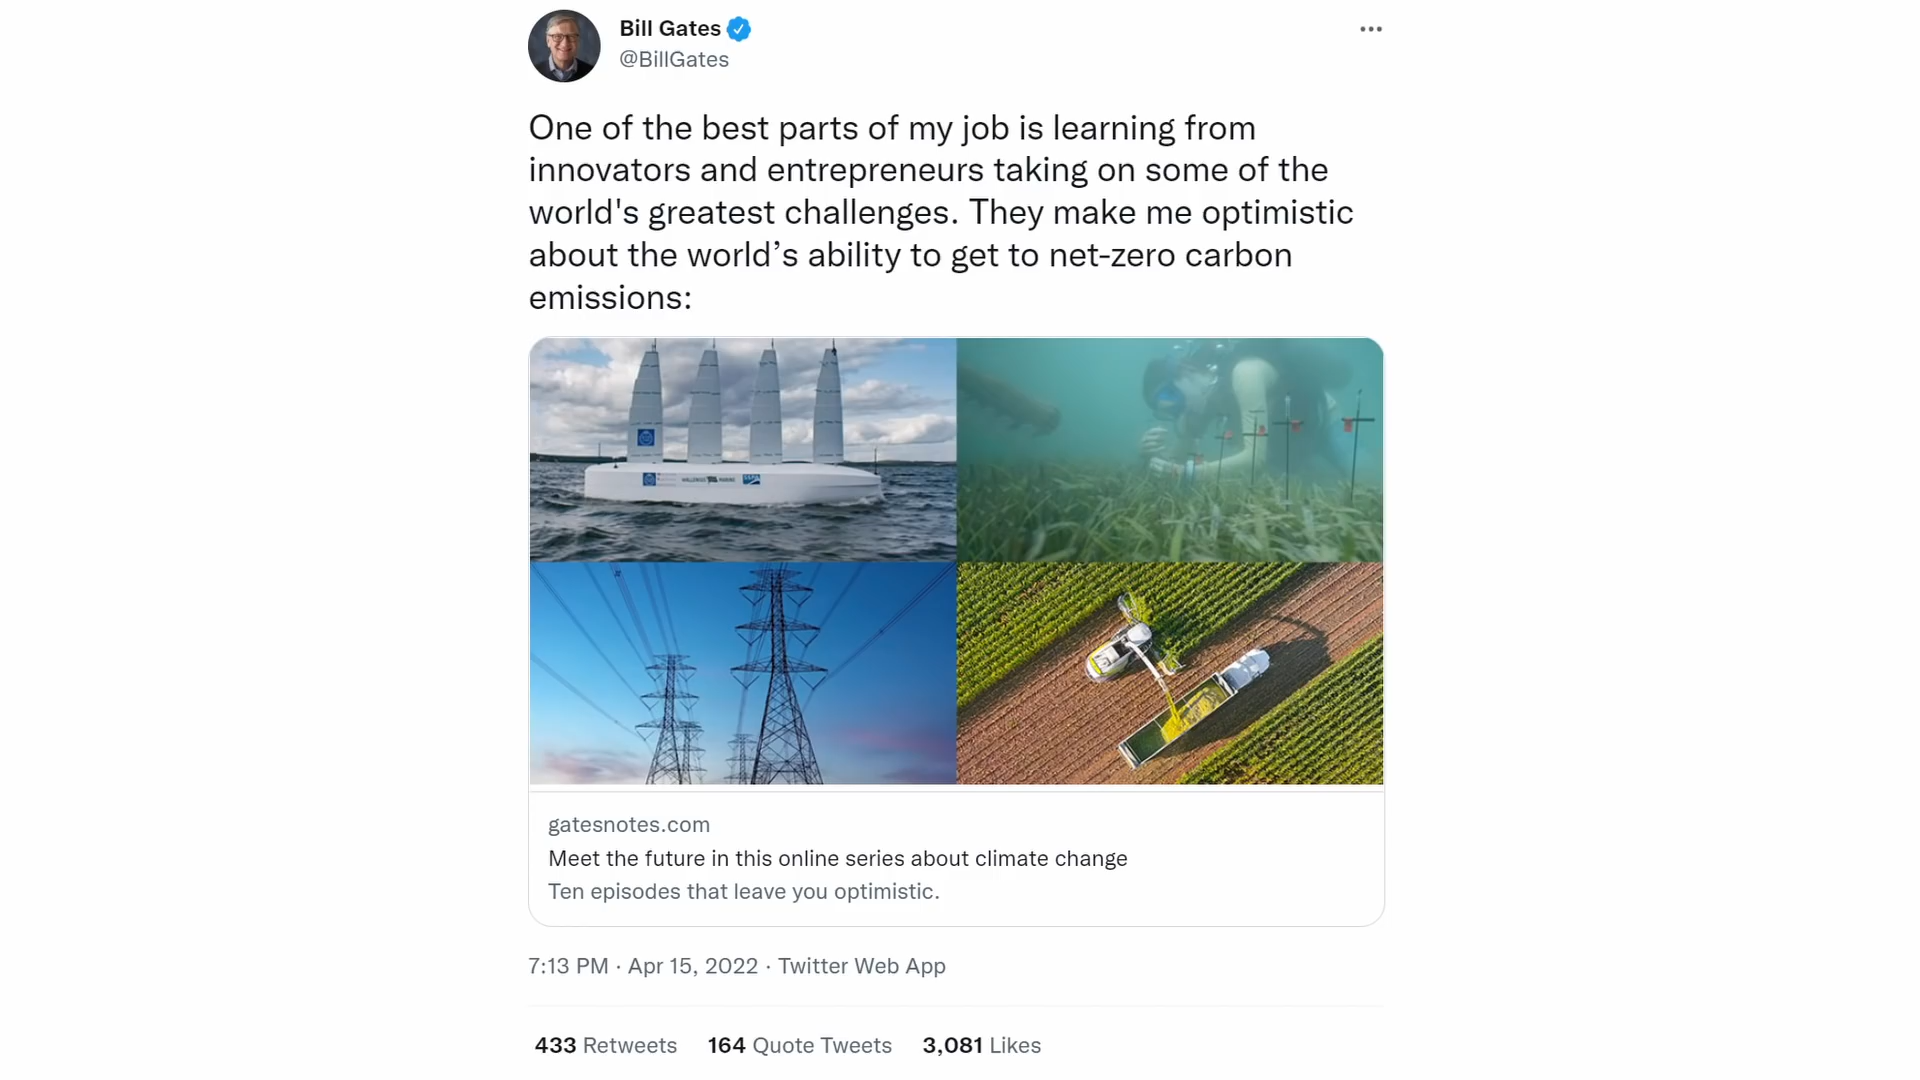 Bill Gates
@BillGates
One of the best parts of my job is learning from
innovators and entrepreneurs taking on some of the
world's greatest challenges. They make me optimistic
about the world’s ability to get to net-zero carbon
emissions:
gatesnotes.com
Meet the future in this online series about climate change
Ten episodes that leave you optimistic.
7:13 PM · Apr 15, 2022 · Twitter Web App
433 Retweets 164 Quote Tweets 3,081 Likes